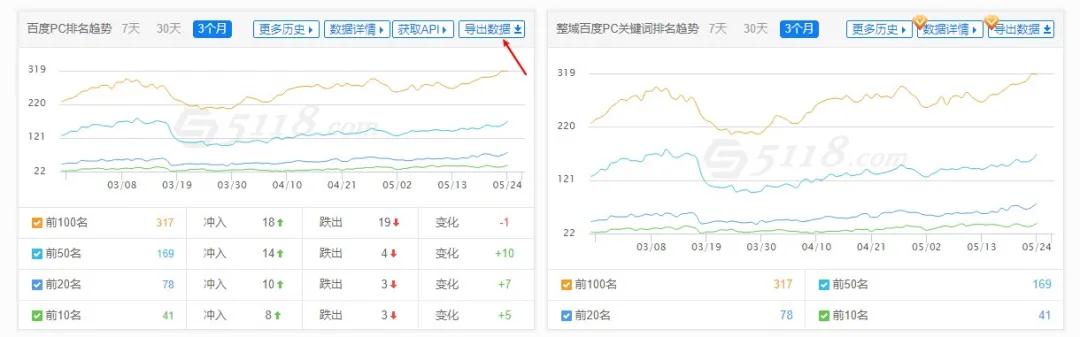 百度PC排名趋势 7天 30天 3个月 更多历史 数据详情 获取API 导出数据
319
220
121
22
5118.com
03/08 03/19 03/30 04/10 04/21 05/02 05/13 05/24
前100名 317 冲入 18 跌出 19 变化 -1
前50名 169 冲入 14 跌出 4 变化 +10
前20名 78 冲入 10 跌出 3 变化 +7
前10名 41 冲入 8 跌出 3 变化 +5
整域百度PC关键词排名趋势 7天 30天 3个月 更多历史 数据详情 导出数据
319
220
121
22
5118.com
03/08 03/19 03/30 04/10 04/21 05/02 05/13 05/24
前100名 317 前50名 169
前20名 78 前10名 41